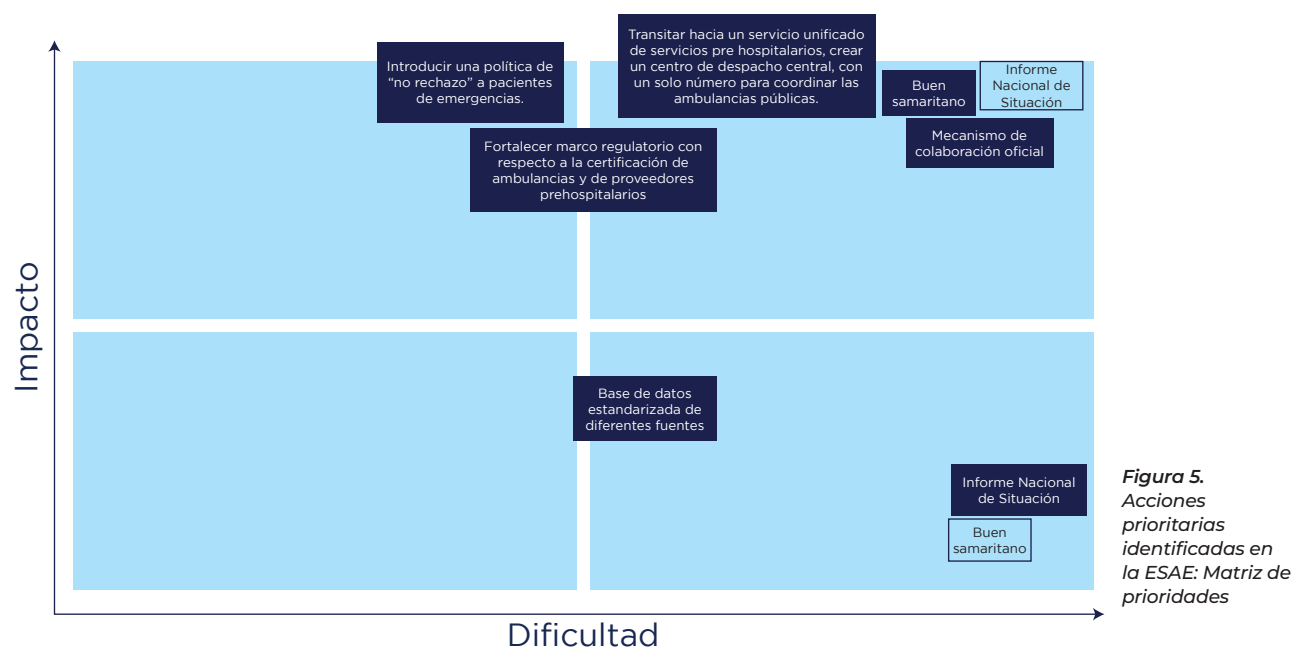 Introducir una política de
“no rechazo” a pacientes
de emergencias.
Transitar hacia un servicio unificado
de servicios pre hospitalarios, crear
un centro de despacho central, con
un solo número para coordinar las
ambulancias públicas.
Buen
samaritano
Informe
Nacional de
Situación
Mecanismo de
colaboración oficial
Fortalecer marco regulatorio con
respecto a la certificación de
ambulancias y de proveedores
prehospitalarios
Impacto
Base de datos
estandarizada de
diferentes fuentes
Informe Nacional
de Situación
Buen
samaritano
Dificultad
Figura 5.
Acciones
prioritarias
identificadas en
la ESAE: Matriz de
prioridades